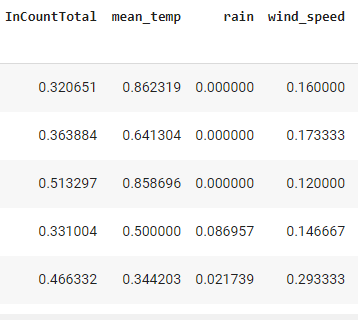 InCountTotal mean_temp rain wind_speed
0.320651 0.862319 0.000000 0.160000
0.363884 0.641304 0.000000 0.173333
0.513297 0.858696 0.000000 0.120000
0.331004 0.500000 0.086957 0.146667
0.466332 0.344203 0.021739 0.293333